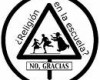 ¿Religión
en la escuela?
NO, GRACIAS